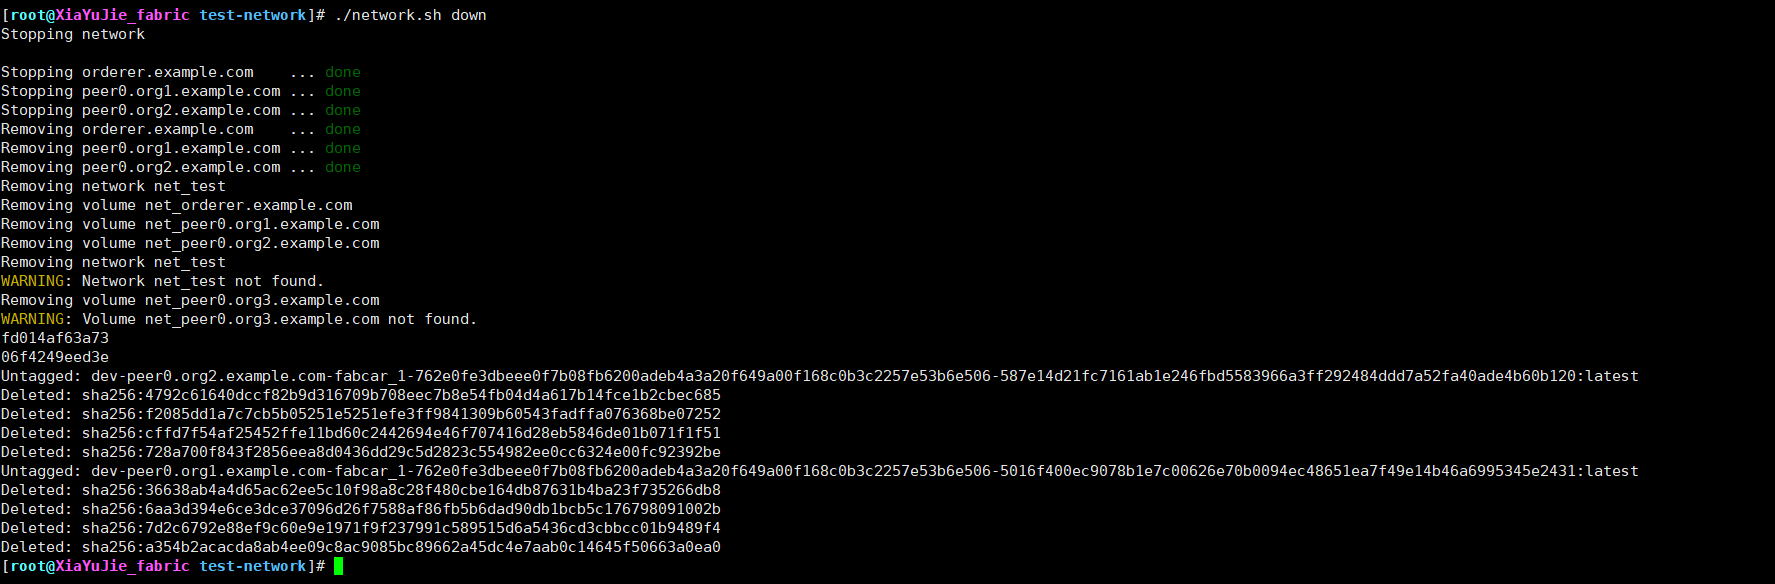 [root@XiaYuJie_fabric test-network]# ./network.sh down
Stopping network
Stopping orderer.example.com    ... done
Stopping peer0.org1.example.com ... done
Stopping peer0.org2.example.com ... done
Removing orderer.example.com    ... done
Removing peer0.org1.example.com ... done
Removing peer0.org2.example.com ... done
Removing network net_test
Removing volume net_orderer.example.com
Removing volume net_peer0.org1.example.com
Removing volume net_peer0.org2.example.com
Removing network net_test
WARNING: Network net_test not found.
Removing volume net_peer0.org3.example.com
WARNING: Volume net_peer0.org3.example.com not found.
fd014af63a73
06f4249eed3e
Untagged: dev-peer0.org2.example.com-fabcar_1-762e0fe3dbeee0f7b08fb6200adeb4a3a20f649a00f168c0b3c2257e53b6e506-587e14d21fc7161ab1e246fbd5583966a3ff292484ddd7a52fa40ade4b60b120:latest
Deleted: sha256:4792c61640dccf82b9d316709b708eec7b8e54fb04d4a617b14fce1b2cbec685
Deleted: sha256:f2085dd1a7c7cb5b05251e5251efe3ff9841309b60543fadffa076368be07252
Deleted: sha256:cffd7f54af25452ffe11bd60c2442694e46f707416d28eb5846de01b071f1f51
Deleted: sha256:728a700f843f2856eea8d0436dd29c5d2823c554982ee0cc6324e00fc92392be
Untagged: dev-peer0.org1.example.com-fabcar_1-762e0fe3dbeee0f7b08fb6200adeb4a3a20f649a00f168c0b3c2257e53b6e506-5016f400ec9078b1e7c00626e70b0094ec48651ea7f49e14b46a6995345e2431:latest
Deleted: sha256:36638ab4a4d65ac62ee5c10f98a8c28f480cbe164db87631b4ba23f735266db8
Deleted: sha256:6aa3d394e6ce3dce37096d26f7588af86fb5b6dad90db1bcb5c176798091002b
Deleted: sha256:7d2c6792e88ef9c60e9e1971f9f237991c589515d6a5436cd3cbbcc01b9489f4
Deleted: sha256:a354b2acacda8ab4ee09c8ac9085bc89662a45dc4e7aab0c14645f50663a0ea0
[root@XiaYuJie_fabric test-network]#